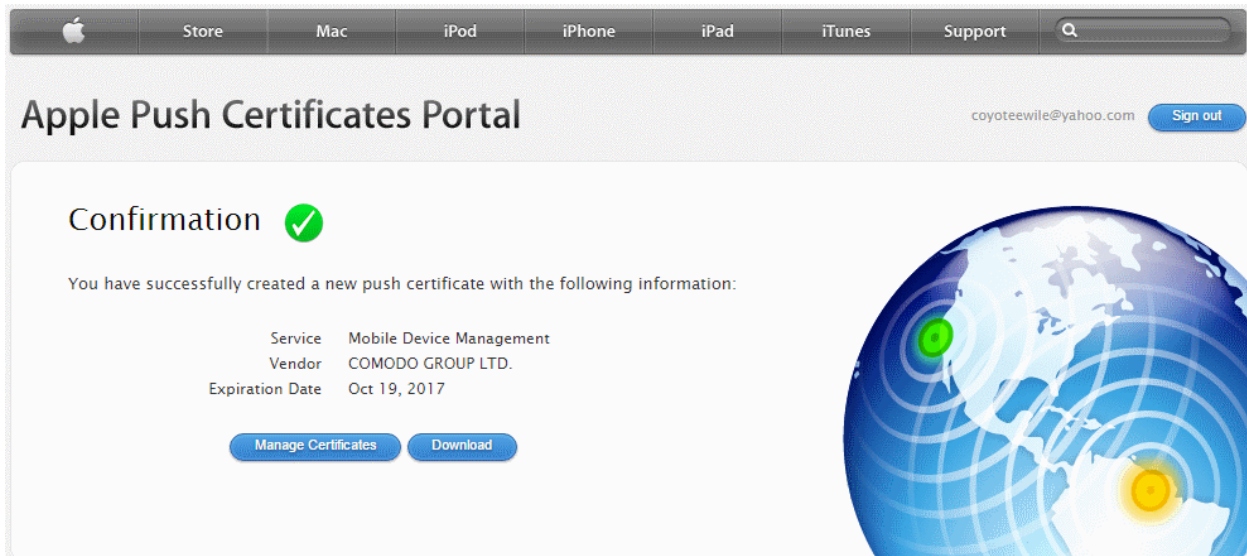 Store Mac iPod iPhone iPad iTunes Support
Apple Push Certificates Portal
coyoteewile@yahoo.com Sign out
Confirmation
You have successfully created a new push certificate with the following information:
Service Mobile Device Management
Vendor COMODO GROUP LTD.
Expiration Date Oct 19, 2017
Manage Certificates Download